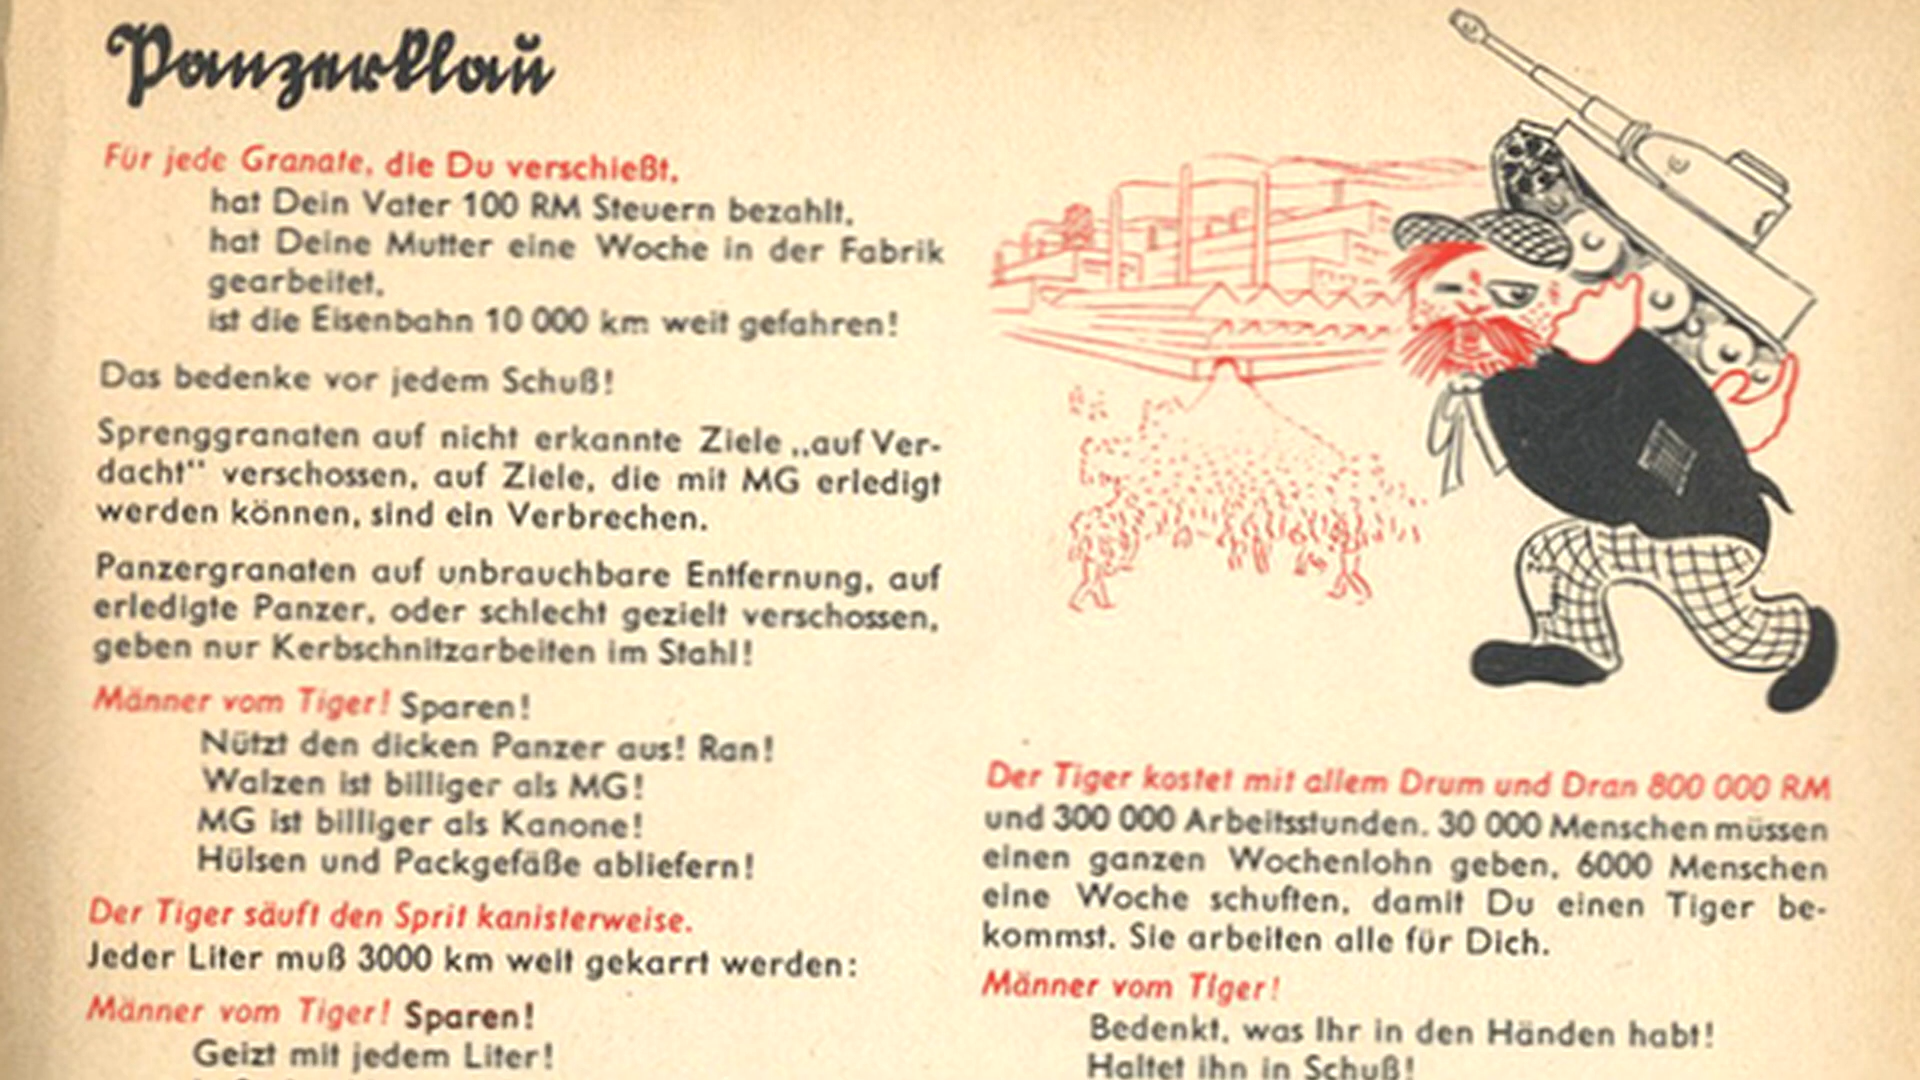 Panzerklau
Für jede Granate, die Du verschießt,
hat Dein Vater 100 RM Steuern bezahlt,
hat Deine Mutter eine Woche in der Fabrik
gearbeitet,
ist die Eisenbahn 10 000 km weit gefahren!
Das bedenke vor jedem Schuß!
Sprenggranaten auf nicht erkannte Ziele „auf Ver-
dacht“ verschossen, auf Ziele, die mit MG erledigt
werden können, sind ein Verbrechen.
Panzergranaten auf unbrauchbare Entfernung, auf
erledigte Panzer, oder schlecht gezielt verschossen,
geben nur Kerbschnitzarbeiten im Stahl!
Männer vom Tiger! Sparen!
Nützt den dicken Panzer aus! Ran!
Walzen ist billiger als MG!
MG ist billiger als Kanone!
Hülsen und Packgefäße abliefern!
Der Tiger säuft den Sprit kanisterweise.
Jeder Liter muß 3000 km weit gekarrt werden:
Männer vom Tiger! Sparen!
Geizt mit jedem Liter!
Der Tiger kostet mit allem Drum und Dran 800 000 RM
und 300 000 Arbeitsstunden. 30 000 Menschen müssen
einen ganzen Wochenlohn geben, 6000 Menschen
eine Woche schuften, damit Du einen Tiger be-
kommst. Sie arbeiten alle für Dich.
Männer vom Tiger!
Bedenkt, was Ihr in den Händen habt!
Haltet ihn in Schuß!